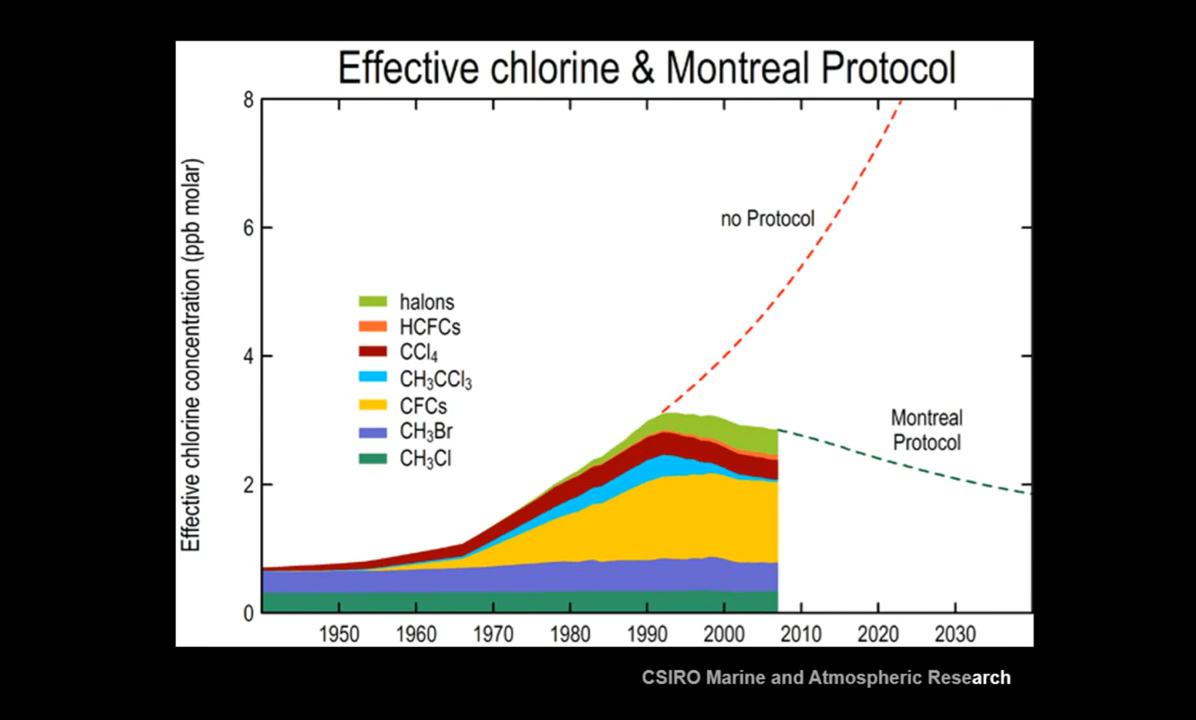 Effective chlorine & Montreal Protocol
Effective chlorine concentration (ppb molar)
8
6
4
2
0
no Protocol
halons
HCFCs
CCl₄
CH₃CCl₃
CFCs
CH₃Br
CH₃Cl
Montreal
Protocol
1950 1960 1970 1980 1990 2000 2010 2020 2030
CSIRO Marine and Atmospheric Research